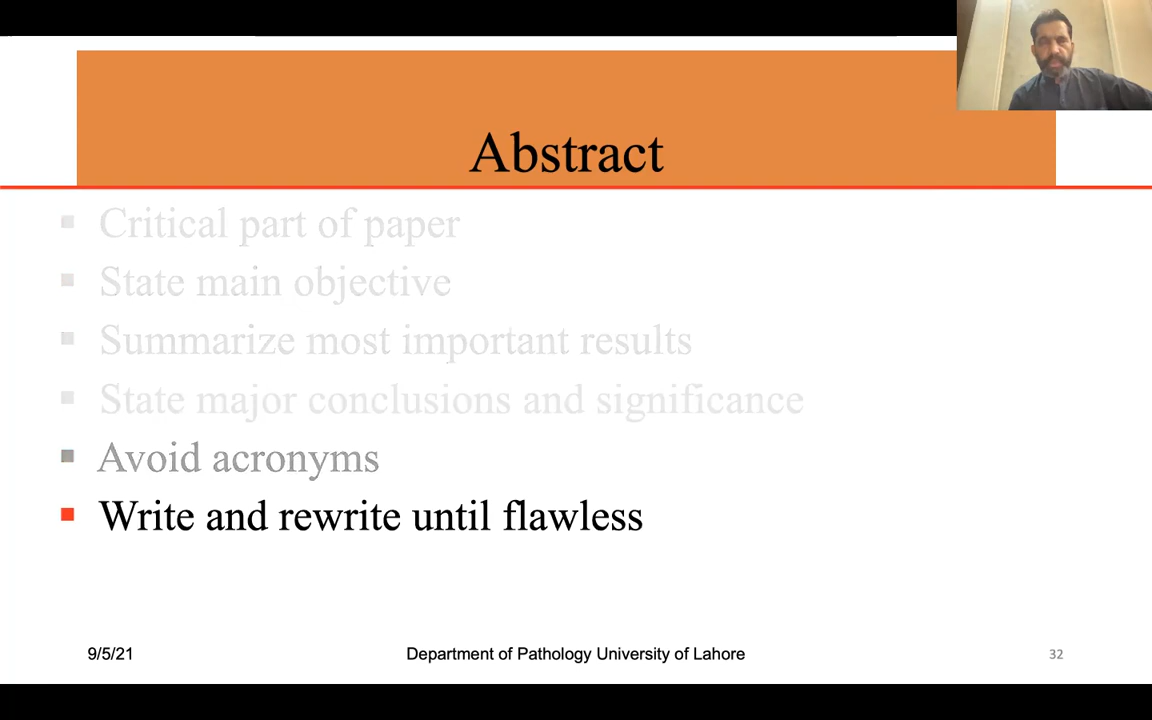 Abstract
Critical part of paper
State main objective
Summarize most important results
State major conclusions and significance
Avoid acronyms
Write and rewrite until flawless
9/5/21
Department of Pathology University of Lahore
32